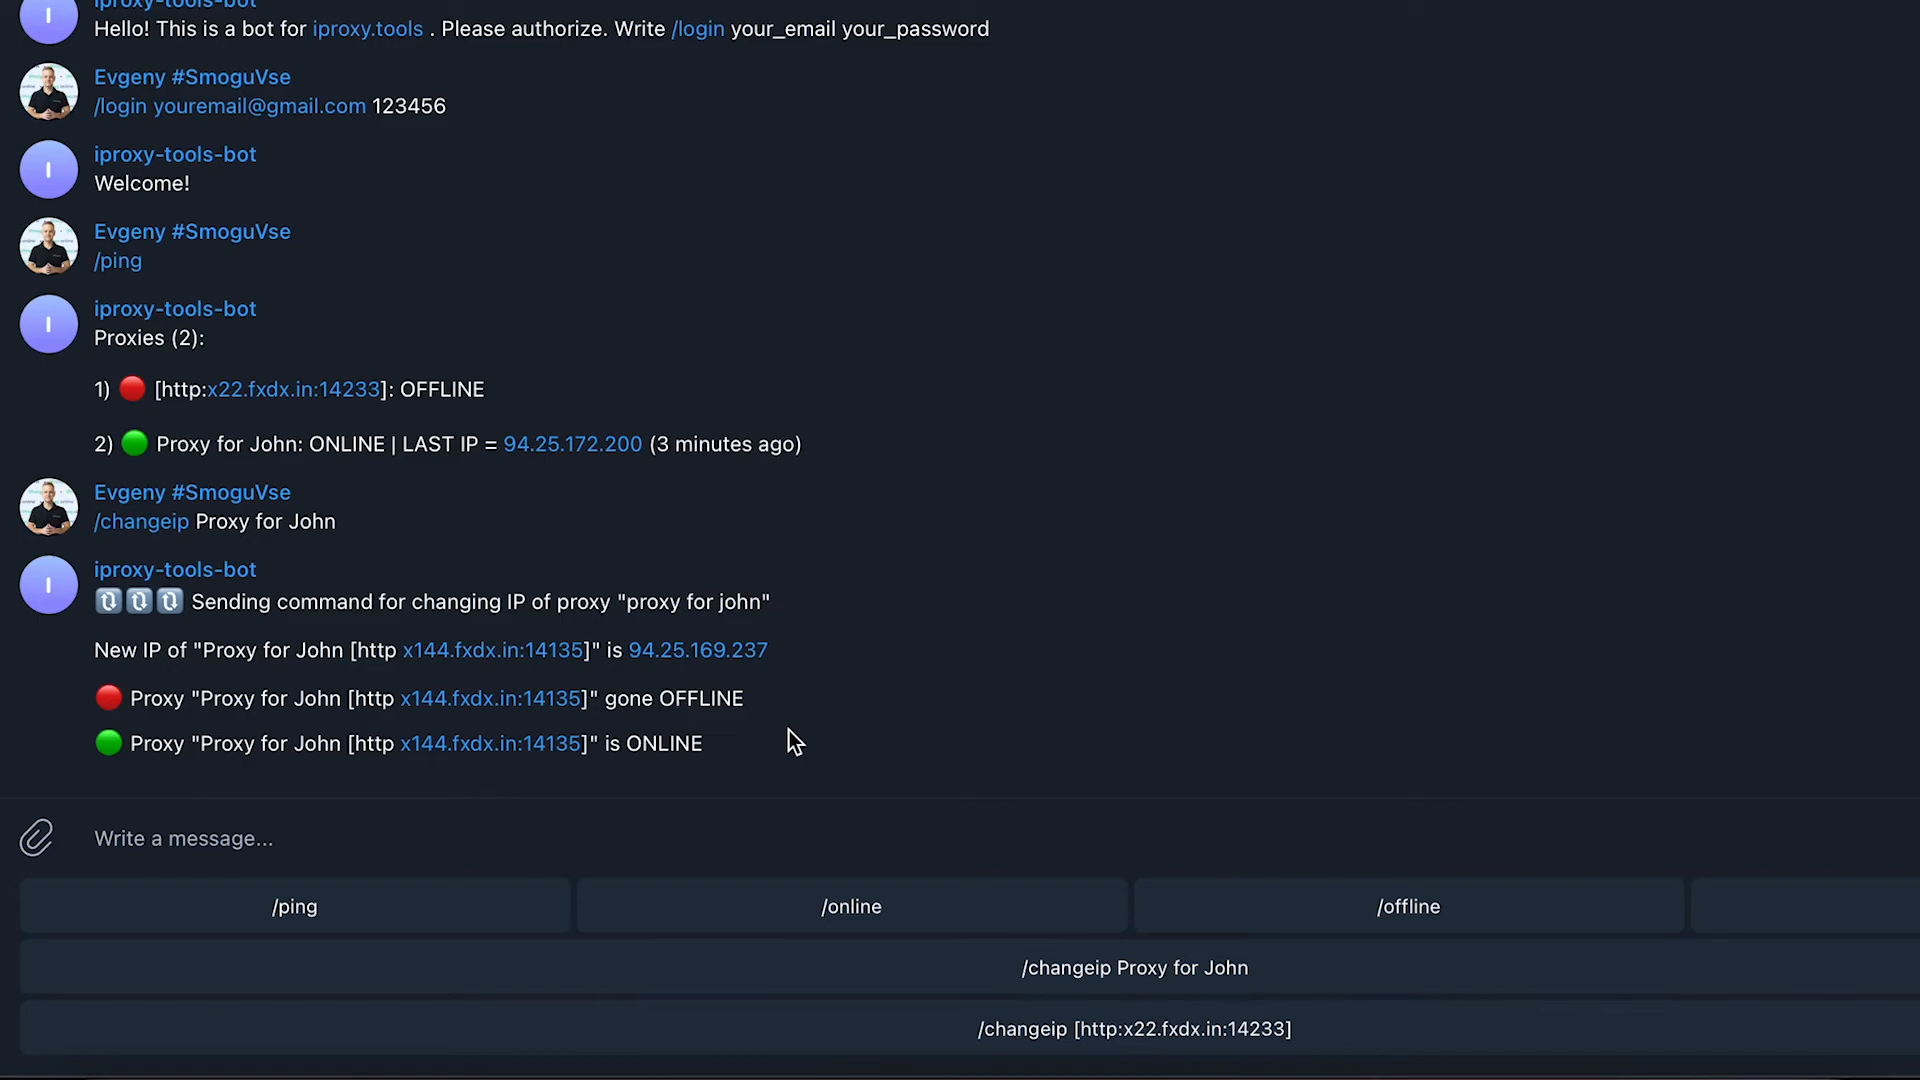 iproxy-tools-bot
Hello! This is a bot for iproxy.tools . Please authorize. Write /login your_email your_password
Evgeny #SmoguVse
/login youremail@gmail.com 123456
I
iproxy-tools-bot
Welcome!
Evgeny #SmoguVse
/ping
I
iproxy-tools-bot
Proxies (2):
1) 🔴 [http:x22.fxdx.in:14233]: OFFLINE
2) 🟢 Proxy for John: ONLINE | LAST IP = 94.25.172.200 (3 minutes ago)
Evgeny #SmoguVse
/changeip Proxy for John
I
iproxy-tools-bot
🔃🔃🔃 Sending command for changing IP of proxy "proxy for john"
New IP of "Proxy for John [http x144.fxdx.in:14135]" is 94.25.169.237
🔴 Proxy "Proxy for John [http x144.fxdx.in:14135]" gone OFFLINE
🟢 Proxy "Proxy for John [http x144.fxdx.in:14135]" is ONLINE
Write a message...
/ping
/online
/offline
/changeip Proxy for John
/changeip [http:x22.fxdx.in:14233]